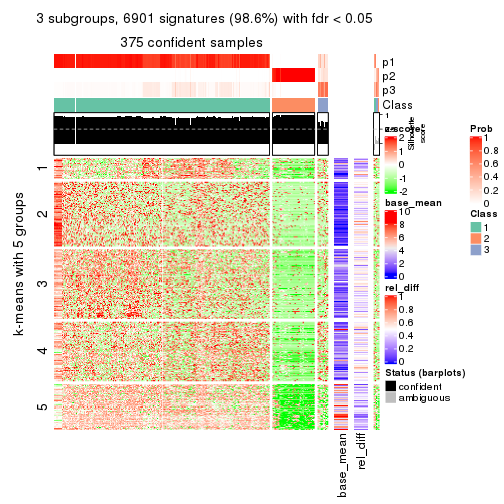 3 subgroups, 6901 signatures (98.6%) with fdr < 0.05
375 confident samples
p1
p2
p3
Class
1
Silhouette
score
k-means with 5 groups
1
2
3
4
5
base_mean
rel_diff
z-score
2
1
0
-1
-2
base_mean
10
8
6
4
2
0
rel_diff
1
0.8
0.6
0.4
0.2
0
Status (barplots)
confident
ambiguous
Prob
1
0.8
0.6
0.4
0.2
0
Class
1
2
3